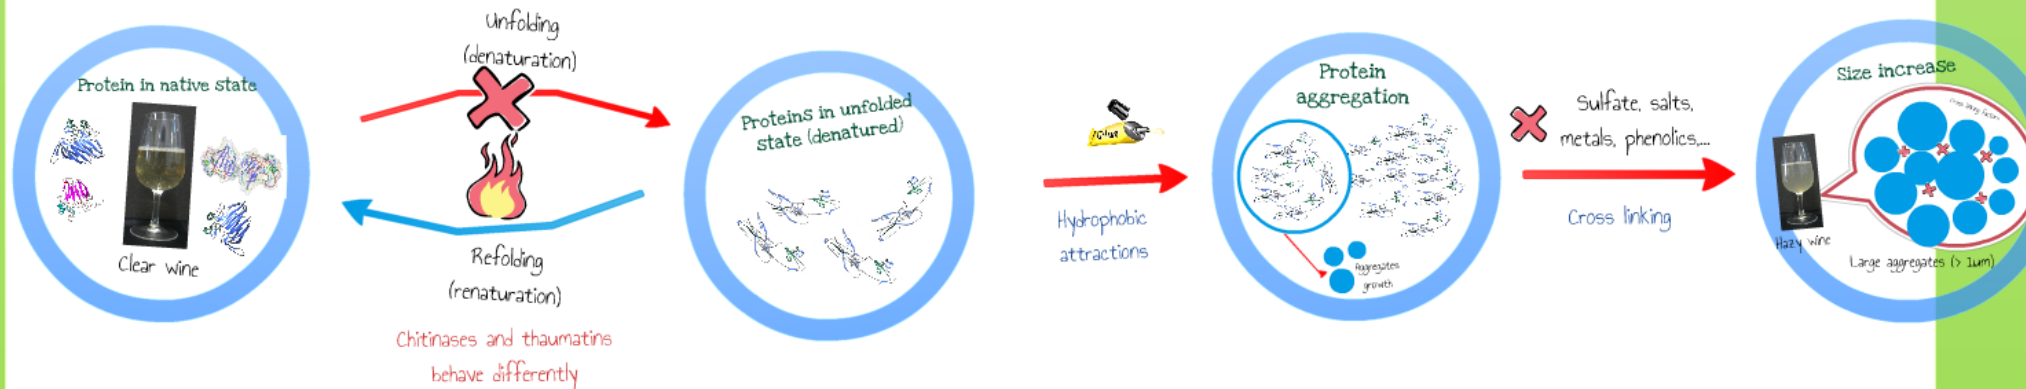 Protein in native state
Clear wine
Unfolding
(denaturation)
Refolding
(renaturation)
Chitinases and thaumatins
behave differently
Proteins in unfolded
state (denatured)
Hydrophobic
attractions
Protein
aggregation
Aggregates
growth
Sulfate, salts,
metals, phenolics,...
Cross linking
Size increase
Hazy wine
Large aggregates (> 1um)